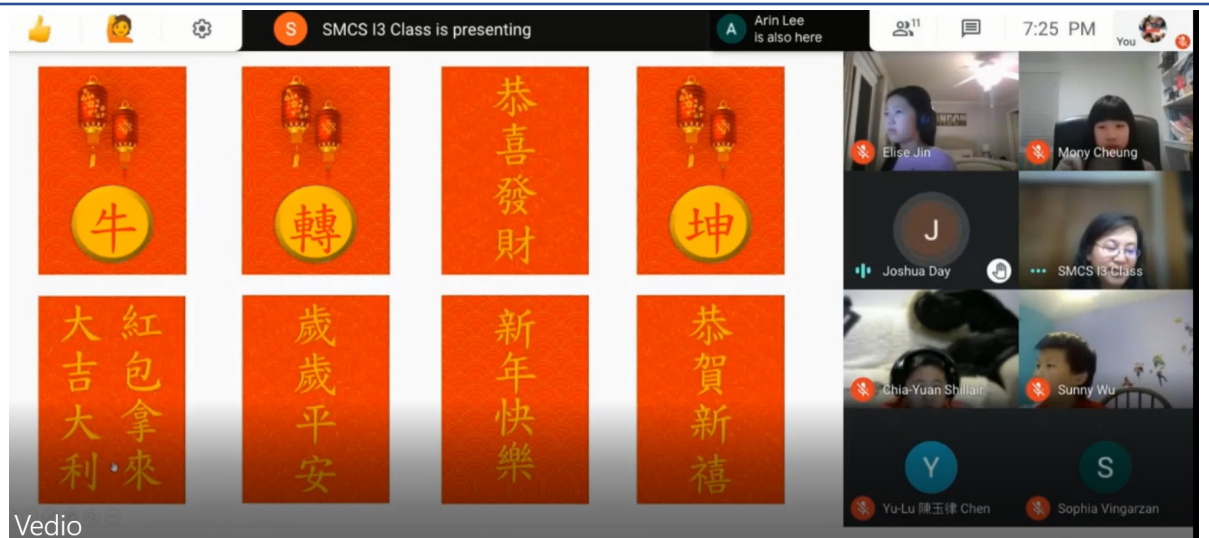 S SMCS I3 Class is presenting
A Arin Lee
is also here
11
7:25 PM
You
牛
轉
恭喜發財
坤
大吉大利
紅包拿來
歲歲平安
新年快樂
恭賀新禧
Elise Jin
Mony Cheung
J
Joshua Day
SMCS I3 Class
Chia-Yuan Shillair
Sunny Wu
Y
Yu-Lu 陳玉律 Chen
S
Sophia Vingarzan
Vedio